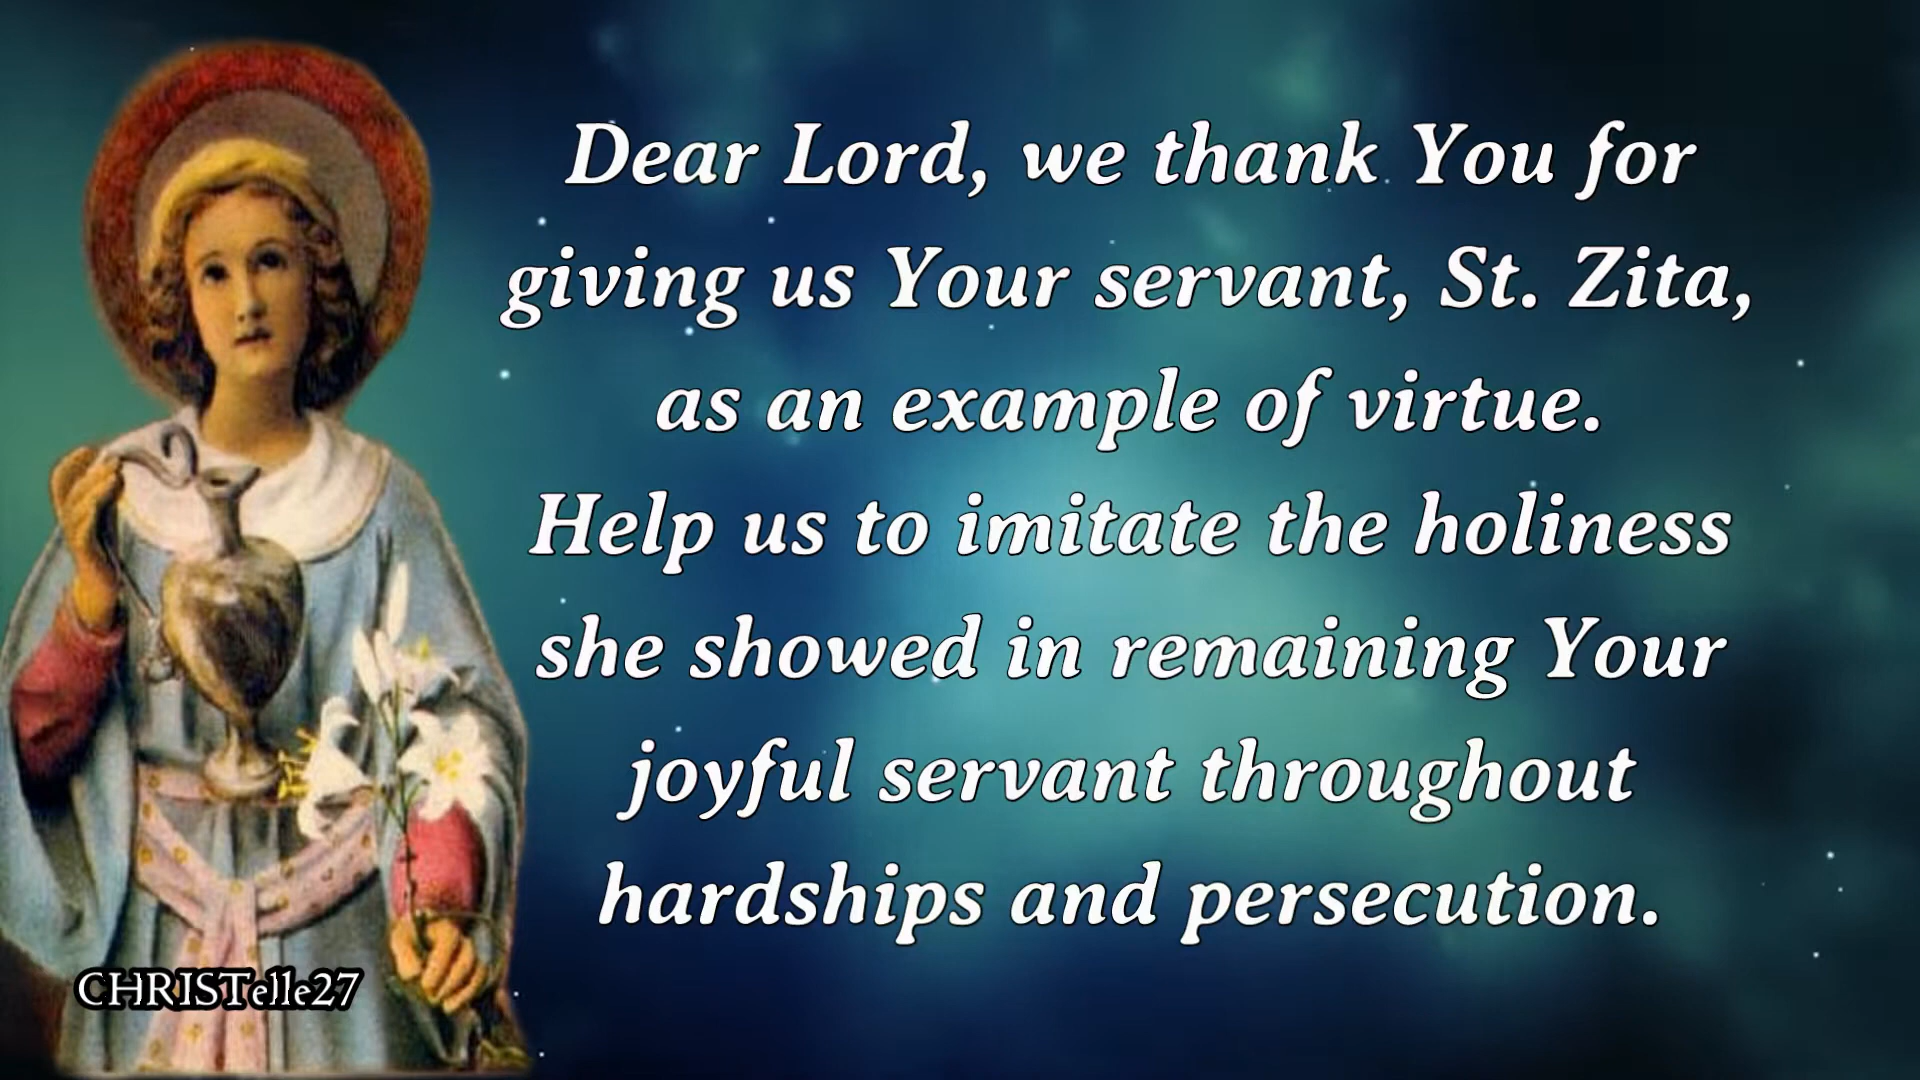 Dear Lord, we thank You for
giving us Your servant, St. Zita,
as an example of virtue.
Help us to imitate the holiness
she showed in remaining Your
joyful servant throughout
hardships and persecution.
CHRISTelle27